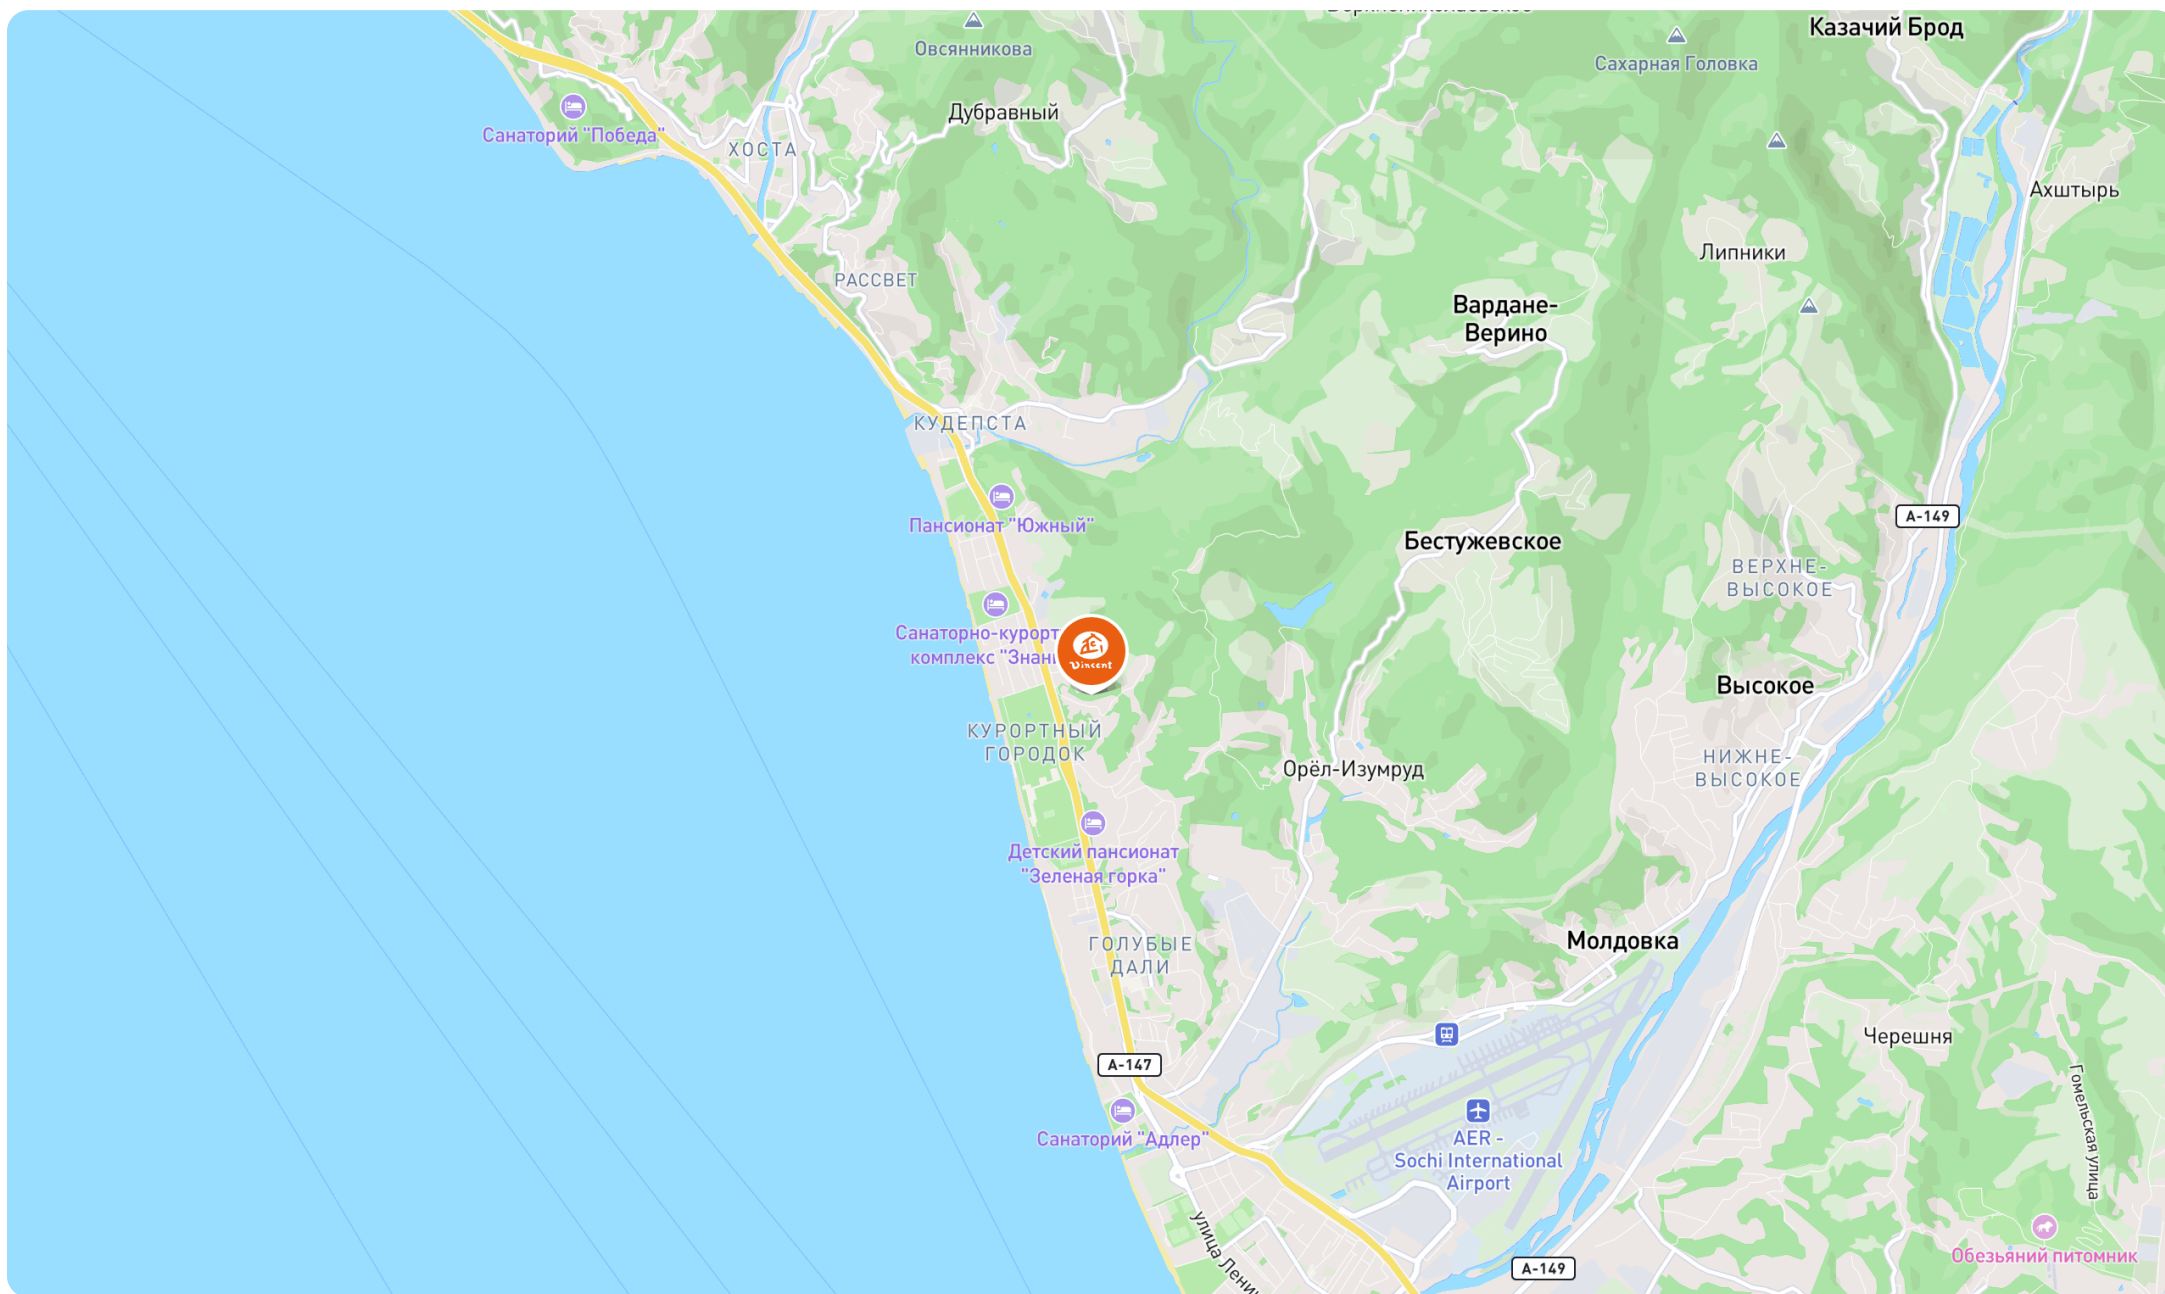 Казачий Брод
Овсянникова
Сахарная Головка
Дубравный
Санаторий "Победа"
ХОСТА
Ахштырь
Липники
РАССВЕТ
Вардане-
Верино
КУДЕПСТА
Пансионат "Южный"
А-149
Бестужевское
ВЕРХНЕ-
ВЫСОКОЕ
Санаторно-курорт
комплекс "Знани
Vincent
Высокое
КУРОРТНЫЙ
ГОРОДОК
НИЖНЕ-
ВЫСОКОЕ
Орёл-Изумруд
Детский пансионат
"Зеленая горка"
ГОЛУБЫЕ
ДАЛИ
Молдовка
Черешня
А-147
Гомельская улица
Санаторий "Адлер"
AER -
Sochi International
Airport
улица Лени
Обезьяний питомник
А-149